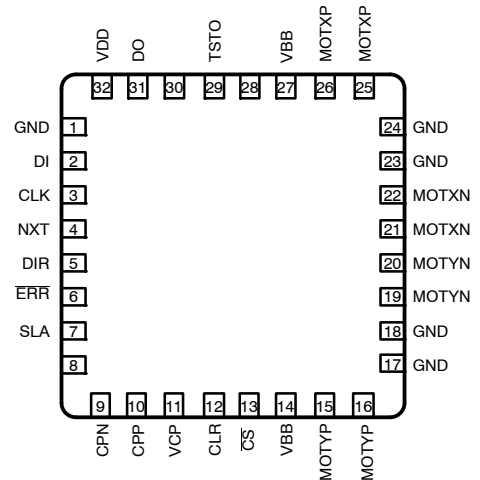 VDD
DO
TSTO
VBB
MOTXP
MOTXP
32
31
30
29
28
27
26
25
GND 1
DI 2
CLK 3
NXT 4
DIR 5
ERR 6
SLA 7
8
24 GND
23 GND
22 MOTXN
21 MOTXN
20 MOTYN
19 MOTYN
18 GND
17 GND
9
10
11
12
13
14
15
16
CPN
CPP
VCP
CLR
CS
VBB
MOTYP
MOTYP